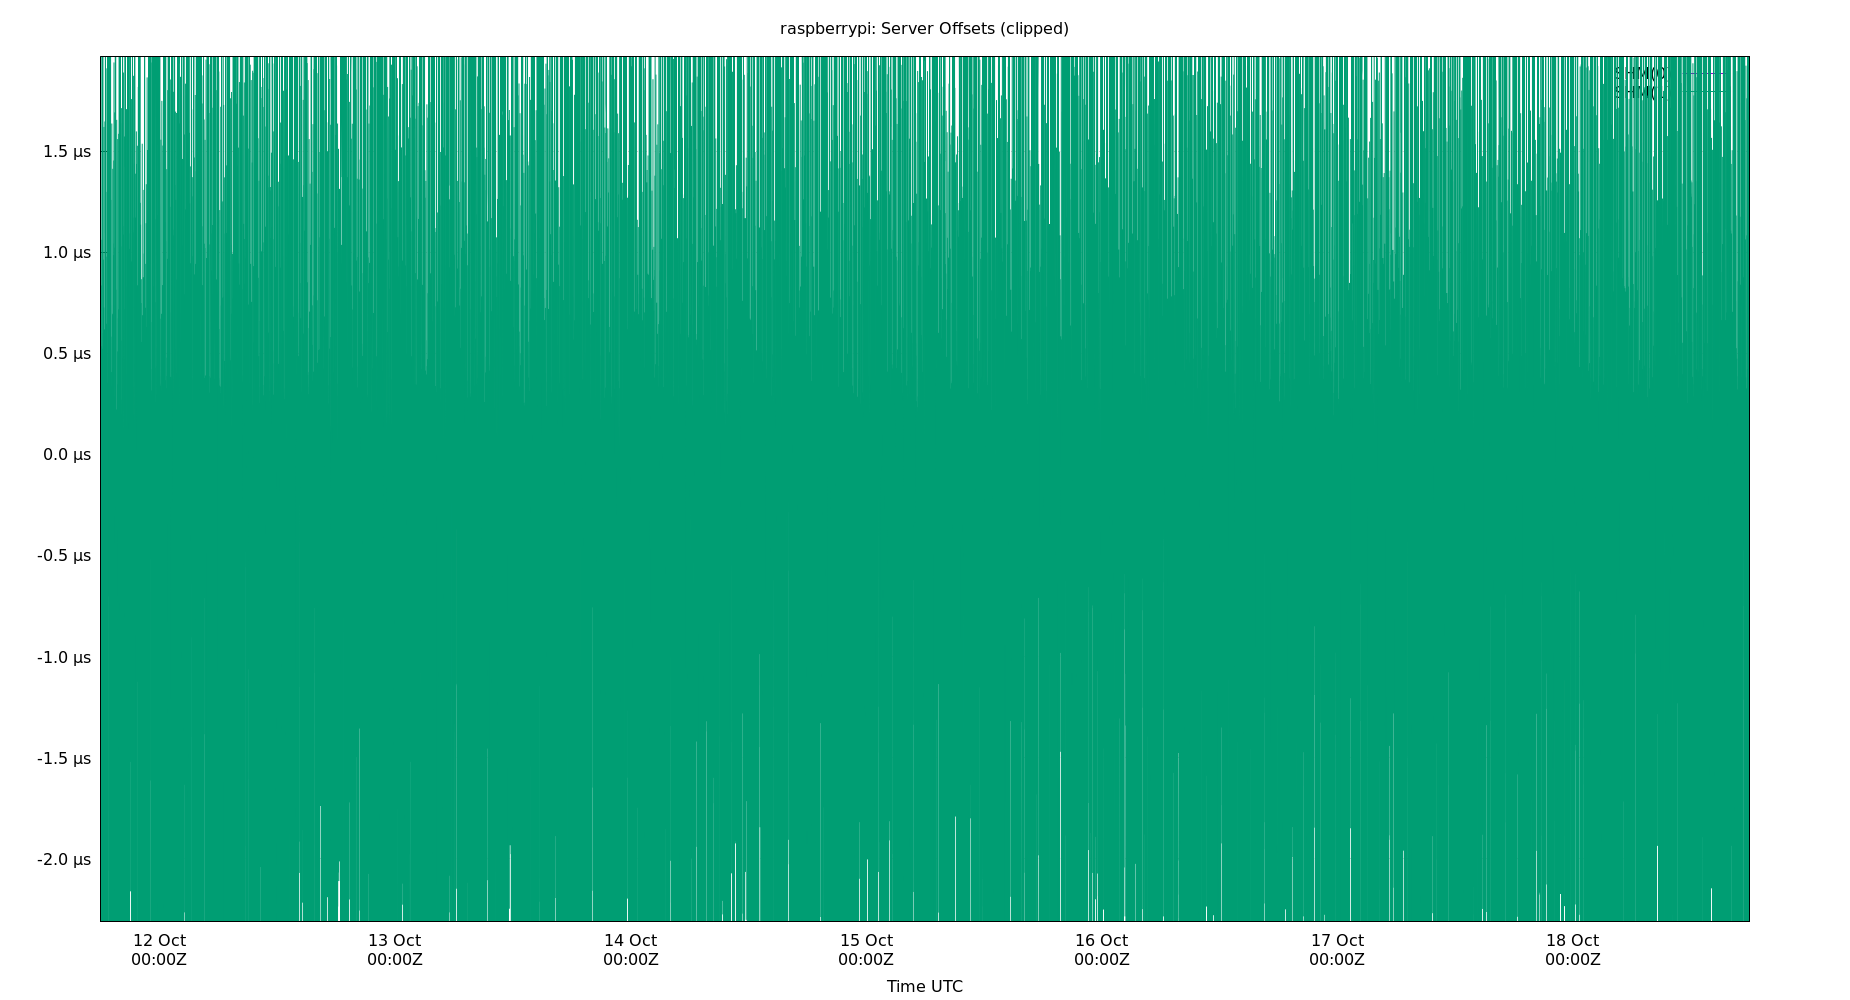 raspberrypi: Server Offsets (clipped)
1.5 µs
1.0 µs
0.5 µs
0.0 µs
-0.5 µs
-1.0 µs
-1.5 µs
-2.0 µs
12 Oct 13 Oct 14 Oct 15 Oct 16 Oct 17 Oct 18 Oct
00:00Z 00:00Z 00:00Z 00:00Z 00:00Z 00:00Z 00:00Z
Time UTC